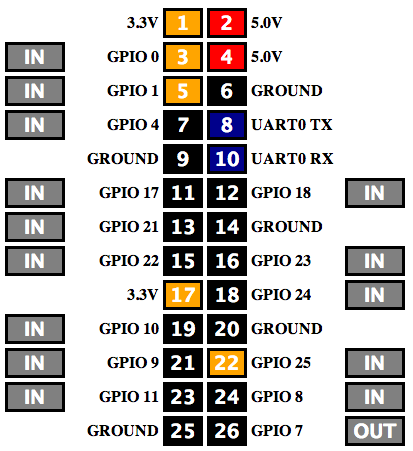 3.3V 1 2 5.0V
IN GPIO 0 3 4 5.0V
IN GPIO 1 5 6 GROUND
IN GPIO 4 7 8 UART0 TX
GROUND 9 10 UART0 RX
IN GPIO 17 11 12 GPIO 18 IN
IN GPIO 21 13 14 GROUND
IN GPIO 22 15 16 GPIO 23 IN
3.3V 17 18 GPIO 24 IN
IN GPIO 10 19 20 GROUND
IN GPIO 9 21 22 GPIO 25 IN
IN GPIO 11 23 24 GPIO 8 IN
GROUND 25 26 GPIO 7 OUT